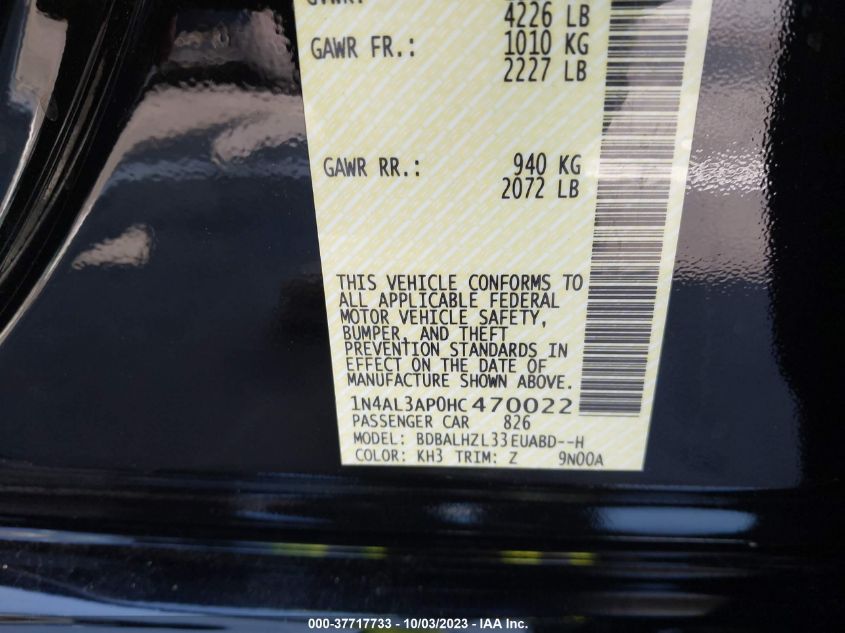 4226 LB
GAWR FR.: 1010 KG
2227 LB
GAWR RR.: 940 KG
2072 LB
THIS VEHICLE CONFORMS TO
ALL APPLICABLE FEDERAL
MOTOR VEHICLE SAFETY,
BUMPER, AND THEFT
PREVENTION STANDARDS IN
EFFECT ON THE DATE OF
MANUFACTURE SHOWN ABOVE.
1N4AL3AP0HC 470022
PASSENGER CAR 826
MODEL: BDBALHZL33EUABD--H
COLOR: KH3 TRIM: Z 9N00A
000-37717733 - 10/03/2023 - IAA Inc.